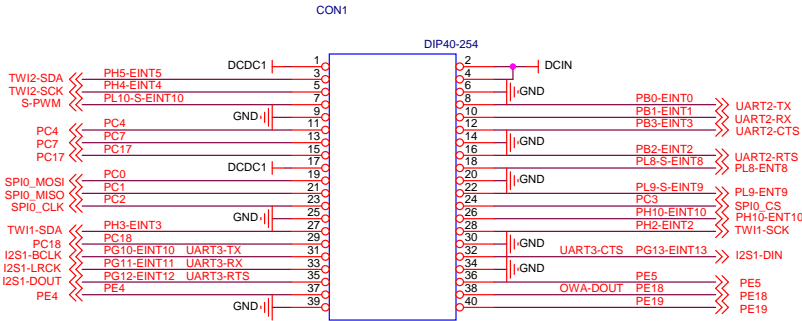 CON1
DIP40-254
DCDC1 1 2 DCIN
TWI2-SDA PH5-EINT5 3 4
TWI2-SCK PH4-EINT4 5 6 GND
S-PWM PL10-S-EINT10 7 8 PB0-EINT0 UART2-TX
GND 9 10 PB1-EINT1 UART2-RX
PC4 PC4 11 12 PB3-EINT3 UART2-CTS
PC7 PC7 13 14 GND
PC17 PC17 15 16 PB2-EINT2 UART2-RTS
DCDC1 17 18 PL8-S-EINT8 PL8-ENT8
SPI0_MOSI PC0 19 20 GND
SPI0_MISO PC1 21 22 PL9-S-EINT9 PL9-ENT9
SPI0_CLK PC2 23 24 PC3 SPI0_CS
GND 25 26 PH10-EINT10 PH10-ENT10
TWI1-SDA PH3-EINT3 27 28 PH2-EINT2 TWI1-SCK
PC18 PC18 29 30 GND
I2S1-BCLK PG10-EINT10 UART3-TX 31 32 UART3-CTS PG13-EINT13 I2S1-DIN
I2S1-LRCK PG11-EINT11 UART3-RX 33 34 GND
I2S1-DOUT PG12-EINT12 UART3-RTS 35 36 PE5 PE5
PE4 PE4 37 38 OWA-DOUT PE18 PE18
GND 39 40 PE19 PE19